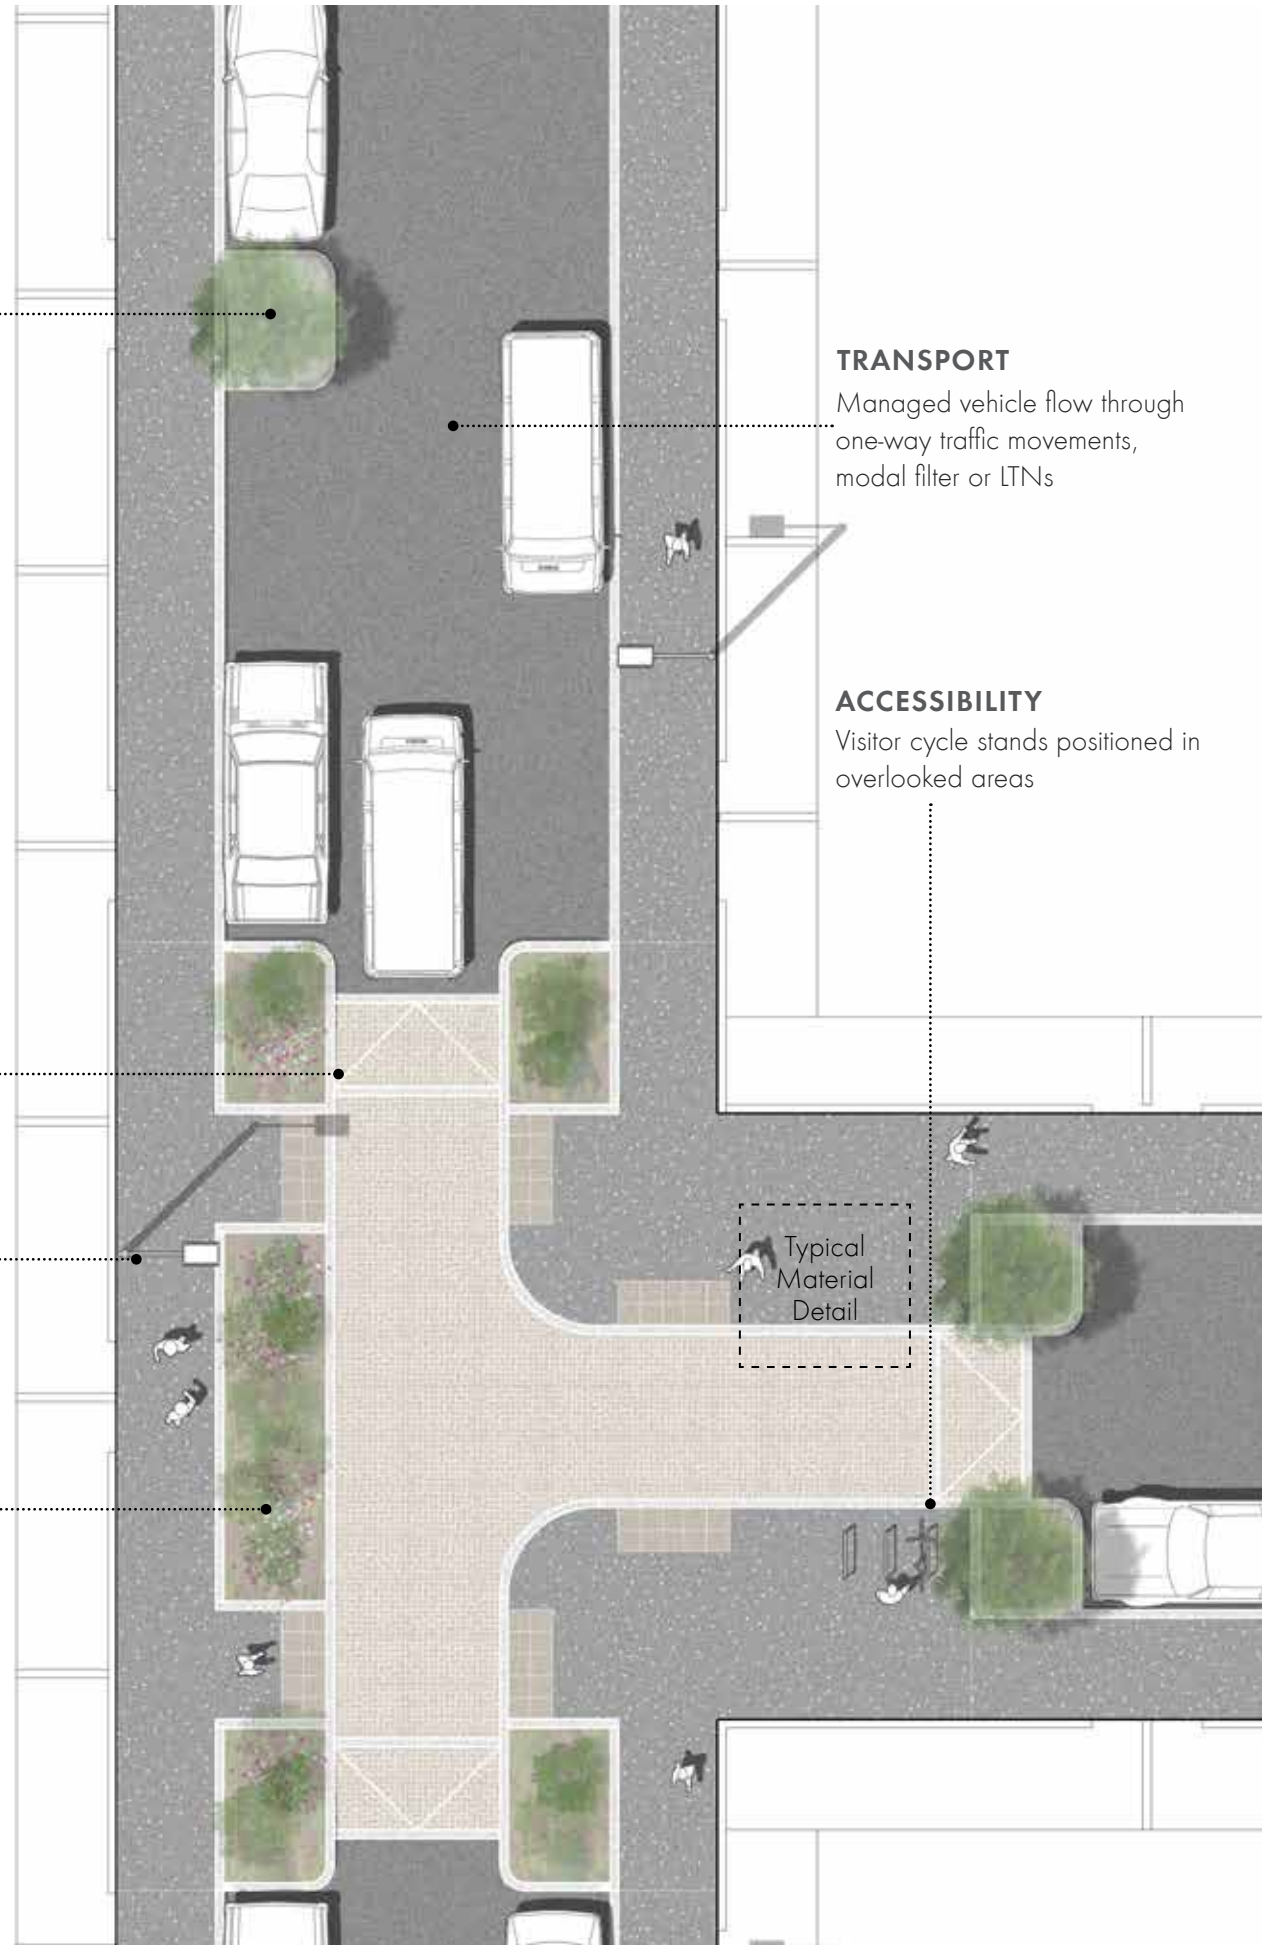 TRANSPORT
Managed vehicle flow through
one-way traffic movements,
modal filter or LTNs
ACCESSIBILITY
Visitor cycle stands positioned in
overlooked areas
Typical
Material
Detail